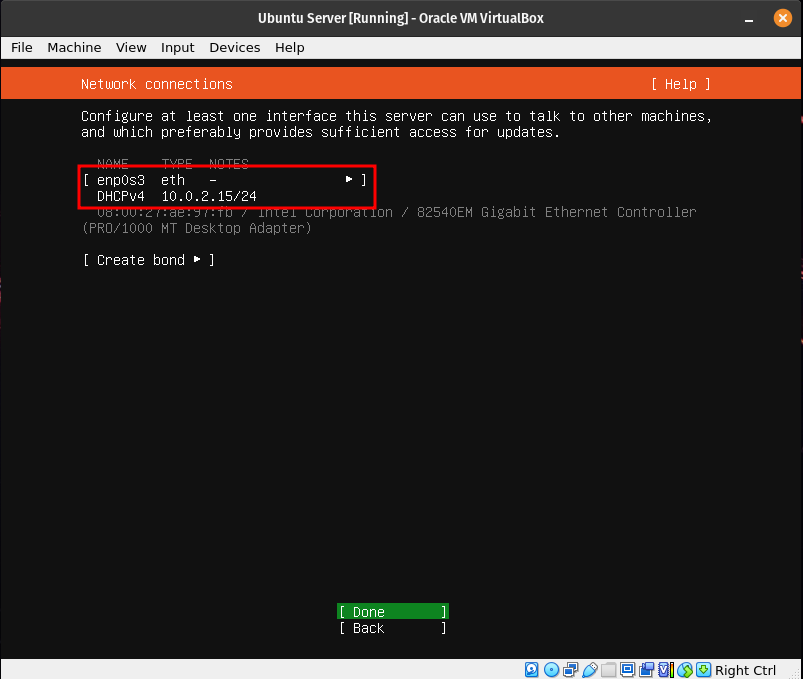 Ubuntu Server [Running] - Oracle VM VirtualBox
File Machine View Input Devices Help
Network connections [ Help ]
Configure at least one interface this server can use to talk to other machines,
and which preferably provides sufficient access for updates.
NAME TYPE NOTES
[ enp0s3 eth - ▸ ]
DHCPv4 10.0.2.15/24
08:00:27:ae:97:fb / Intel Corporation / 82540EM Gigabit Ethernet Controller
(PRO/1000 MT Desktop Adapter)
[ Create bond ▸ ]
[ Done ]
[ Back ]
Right Ctrl